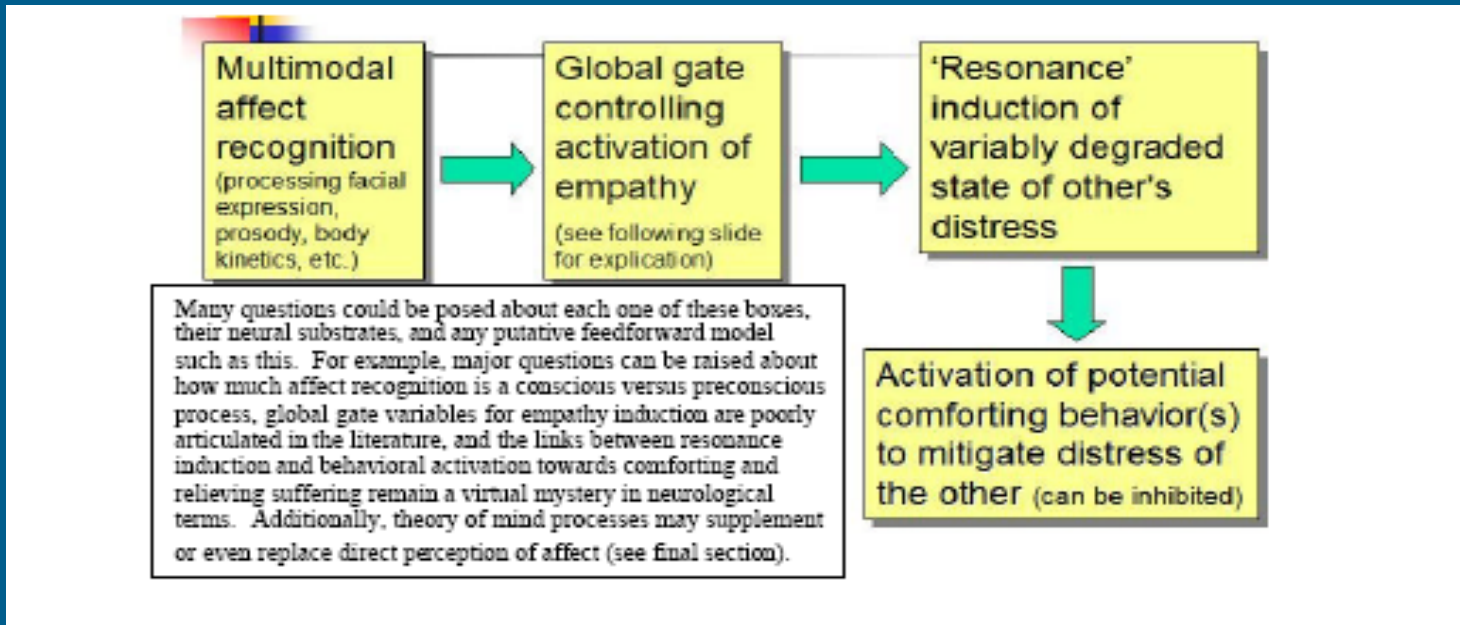 Multimodal
affect
recognition
(processing facial
expression,
prosody, body
kinetics, etc.)
Global gate
controlling
activation of
empathy
(see following slide
for explication)
‘Resonance’
induction of
variably degraded
state of other's
distress
Activation of potential
comforting behavior(s)
to mitigate distress of
the other (can be inhibited)
Many questions could be posed about each one of these boxes,
their neural substrates, and any putative feedforward model
such as this. For example, major questions can be raised about
how much affect recognition is a conscious versus preconscious
process, global gate variables for empathy induction are poorly
articulated in the literature, and the links between resonance
induction and behavioral activation towards comforting and
relieving suffering remain a virtual mystery in neurological
terms. Additionally, theory of mind processes may supplement
or even replace direct perception of affect (see final section).